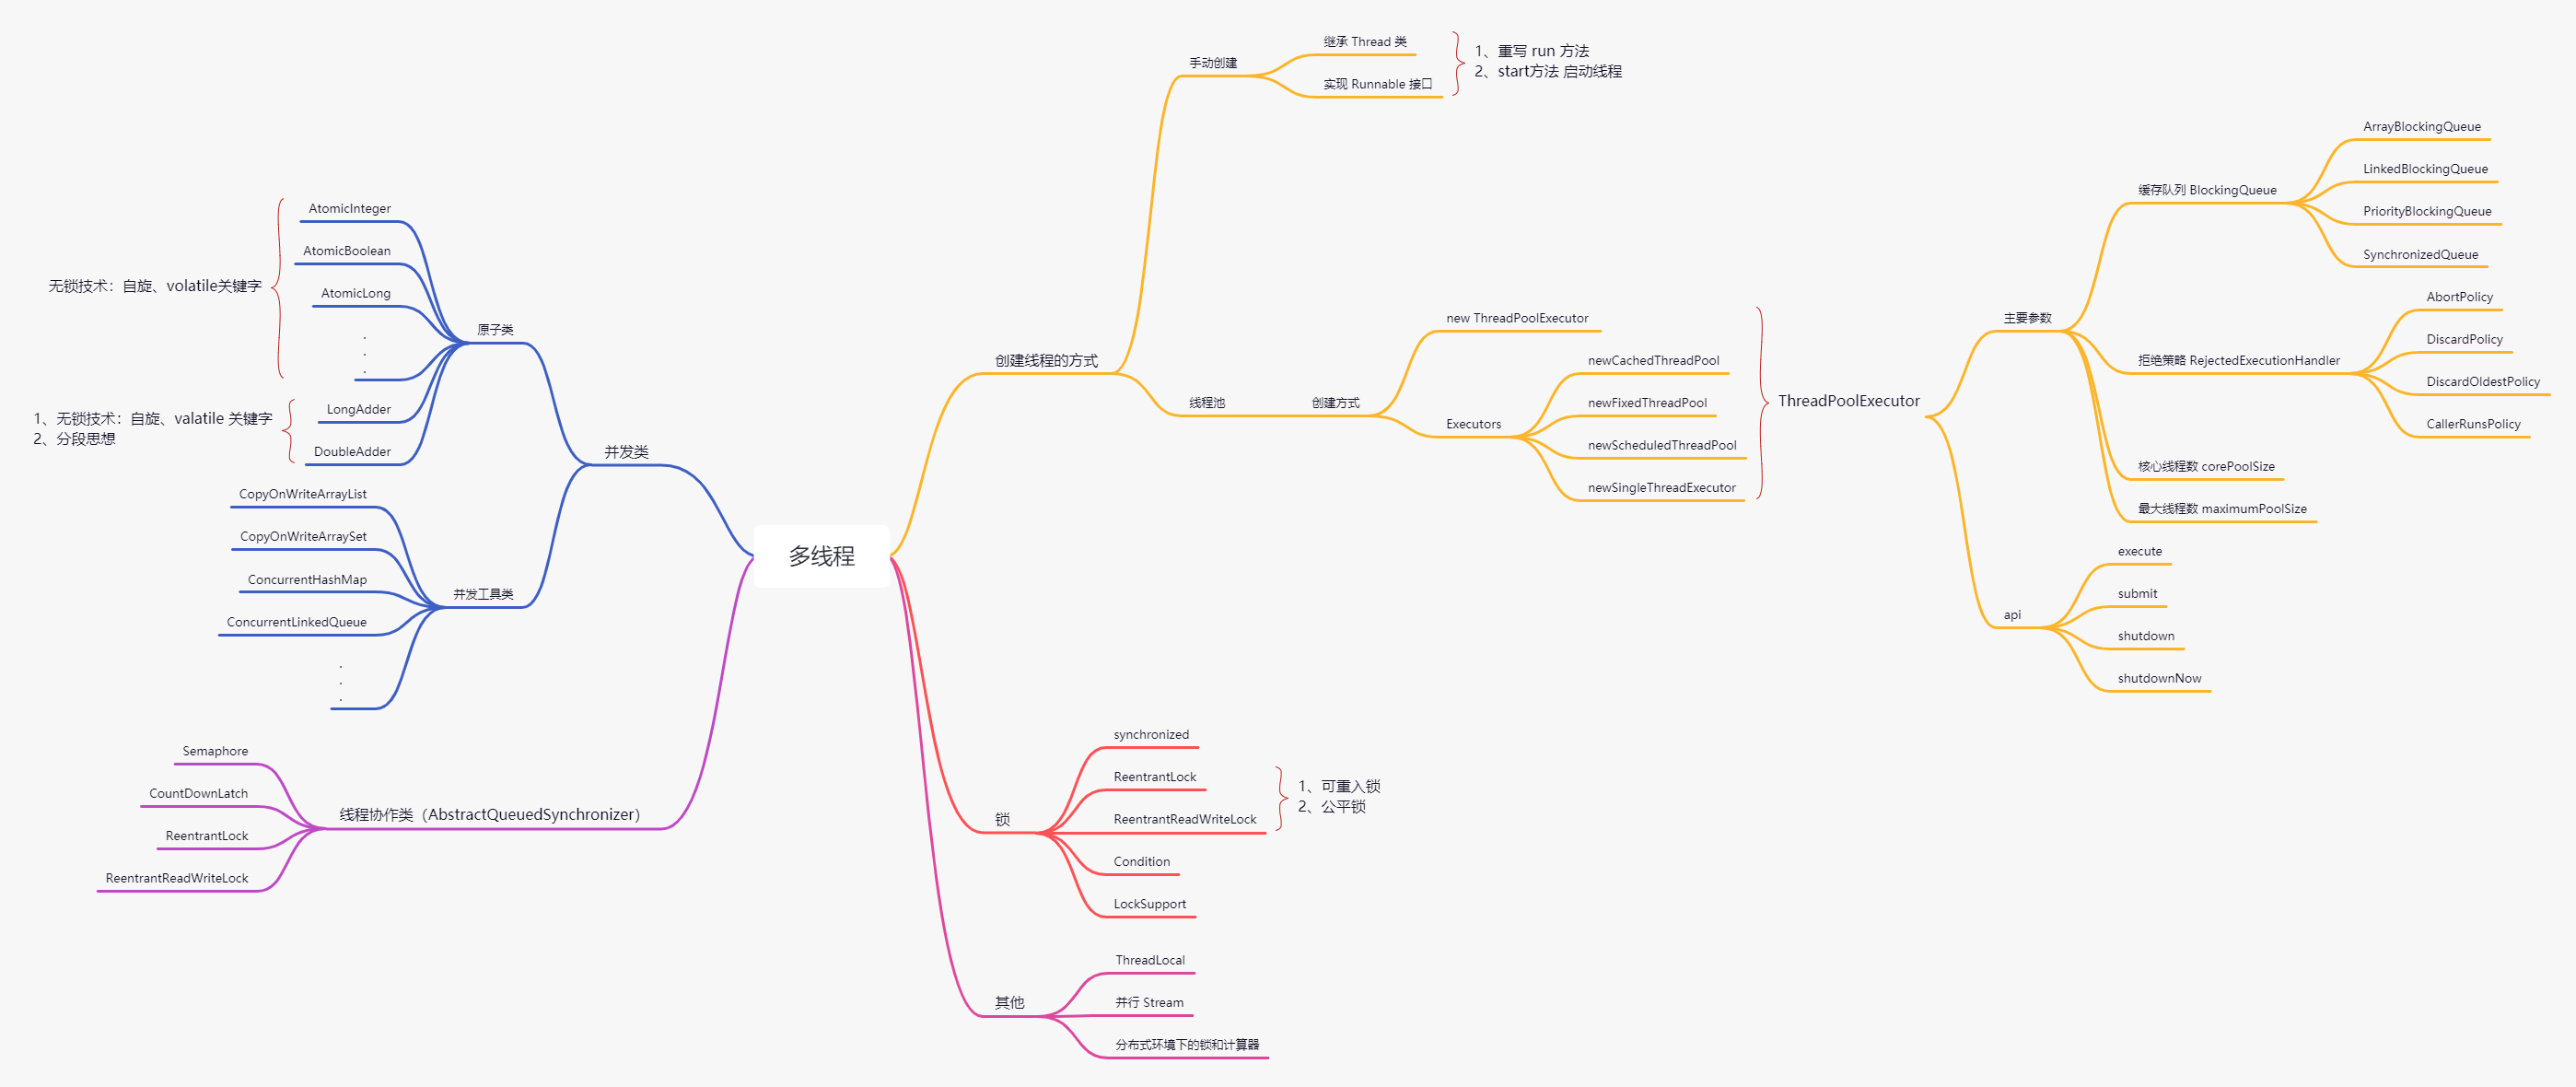 多线程
创建线程的方式
手动创建
继承 Thread 类
实现 Runnable 接口
1、重写 run 方法
2、start方法 启动线程
线程池
创建方式
new ThreadPoolExecutor
Executors
newCachedThreadPool
newFixedThreadPool
newScheduledThreadPool
newSingleThreadExecutor
ThreadPoolExecutor
主要参数
缓存队列 BlockingQueue
ArrayBlockingQueue
LinkedBlockingQueue
PriorityBlockingQueue
SynchronizedQueue
拒绝策略 RejectedExecutionHandler
AbortPolicy
DiscardPolicy
DiscardOldestPolicy
CallerRunsPolicy
核心线程数 corePoolSize
最大线程数 maximumPoolSize
api
execute
submit
shutdown
shutdownNow
锁
synchronized
ReentrantLock
ReentrantReadWriteLock
1、可重入锁
2、公平锁
Condition
LockSupport
其他
ThreadLocal
并行 Stream
分布式环境下的锁和计算器
并发类
原子类
AtomicInteger
AtomicBoolean
AtomicLong
.
.
.
无锁技术：自旋、volatile关键字
LongAdder
DoubleAdder
1、无锁技术：自旋、valatile 关键字
2、分段思想
并发工具类
CopyOnWriteArrayList
CopyOnWriteArraySet
ConcurrentHashMap
ConcurrentLinkedQueue
.
.
.
线程协作类（AbstractQueuedSynchronizer）
Semaphore
CountDownLatch
ReentrantLock
ReentrantReadWriteLock